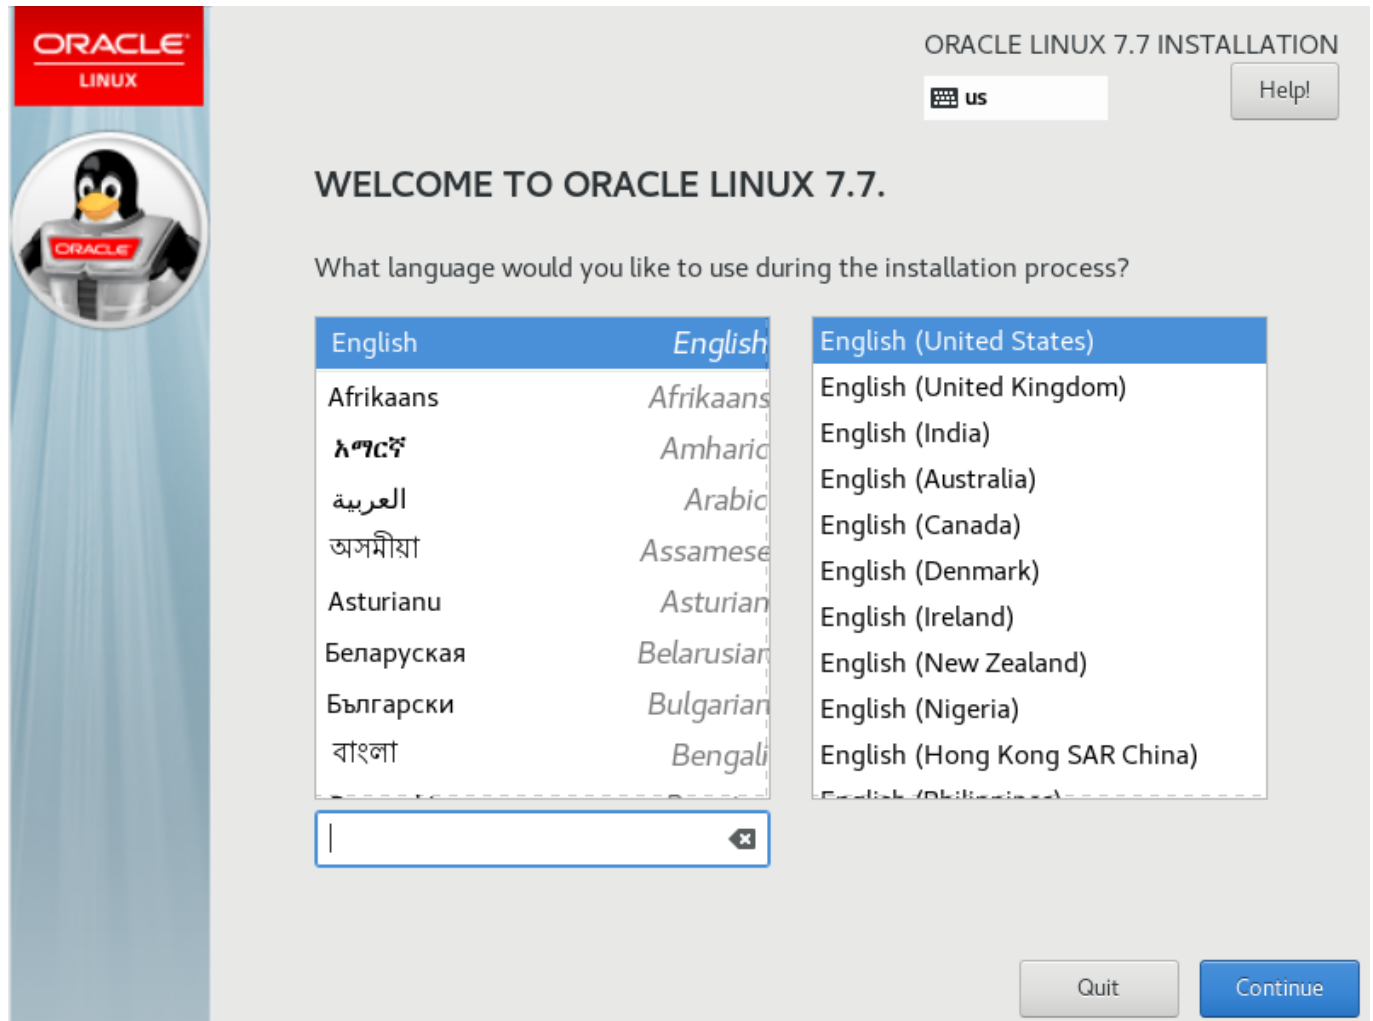 ORACLE
LINUX
ORACLE
ORACLE LINUX 7.7 INSTALLATION
us
Help!
WELCOME TO ORACLE LINUX 7.7.
What language would you like to use during the installation process?
English English
Afrikaans Afrikaans
አማርኛ Amharic
العربية Arabic
অসমীয়া Assamese
Asturianu Asturian
Беларуская Belarusian
Български Bulgarian
বাংলা Bengali
English (United States)
English (United Kingdom)
English (India)
English (Australia)
English (Canada)
English (Denmark)
English (Ireland)
English (New Zealand)
English (Nigeria)
English (Hong Kong SAR China)
English (Philippines)
Quit
Continue